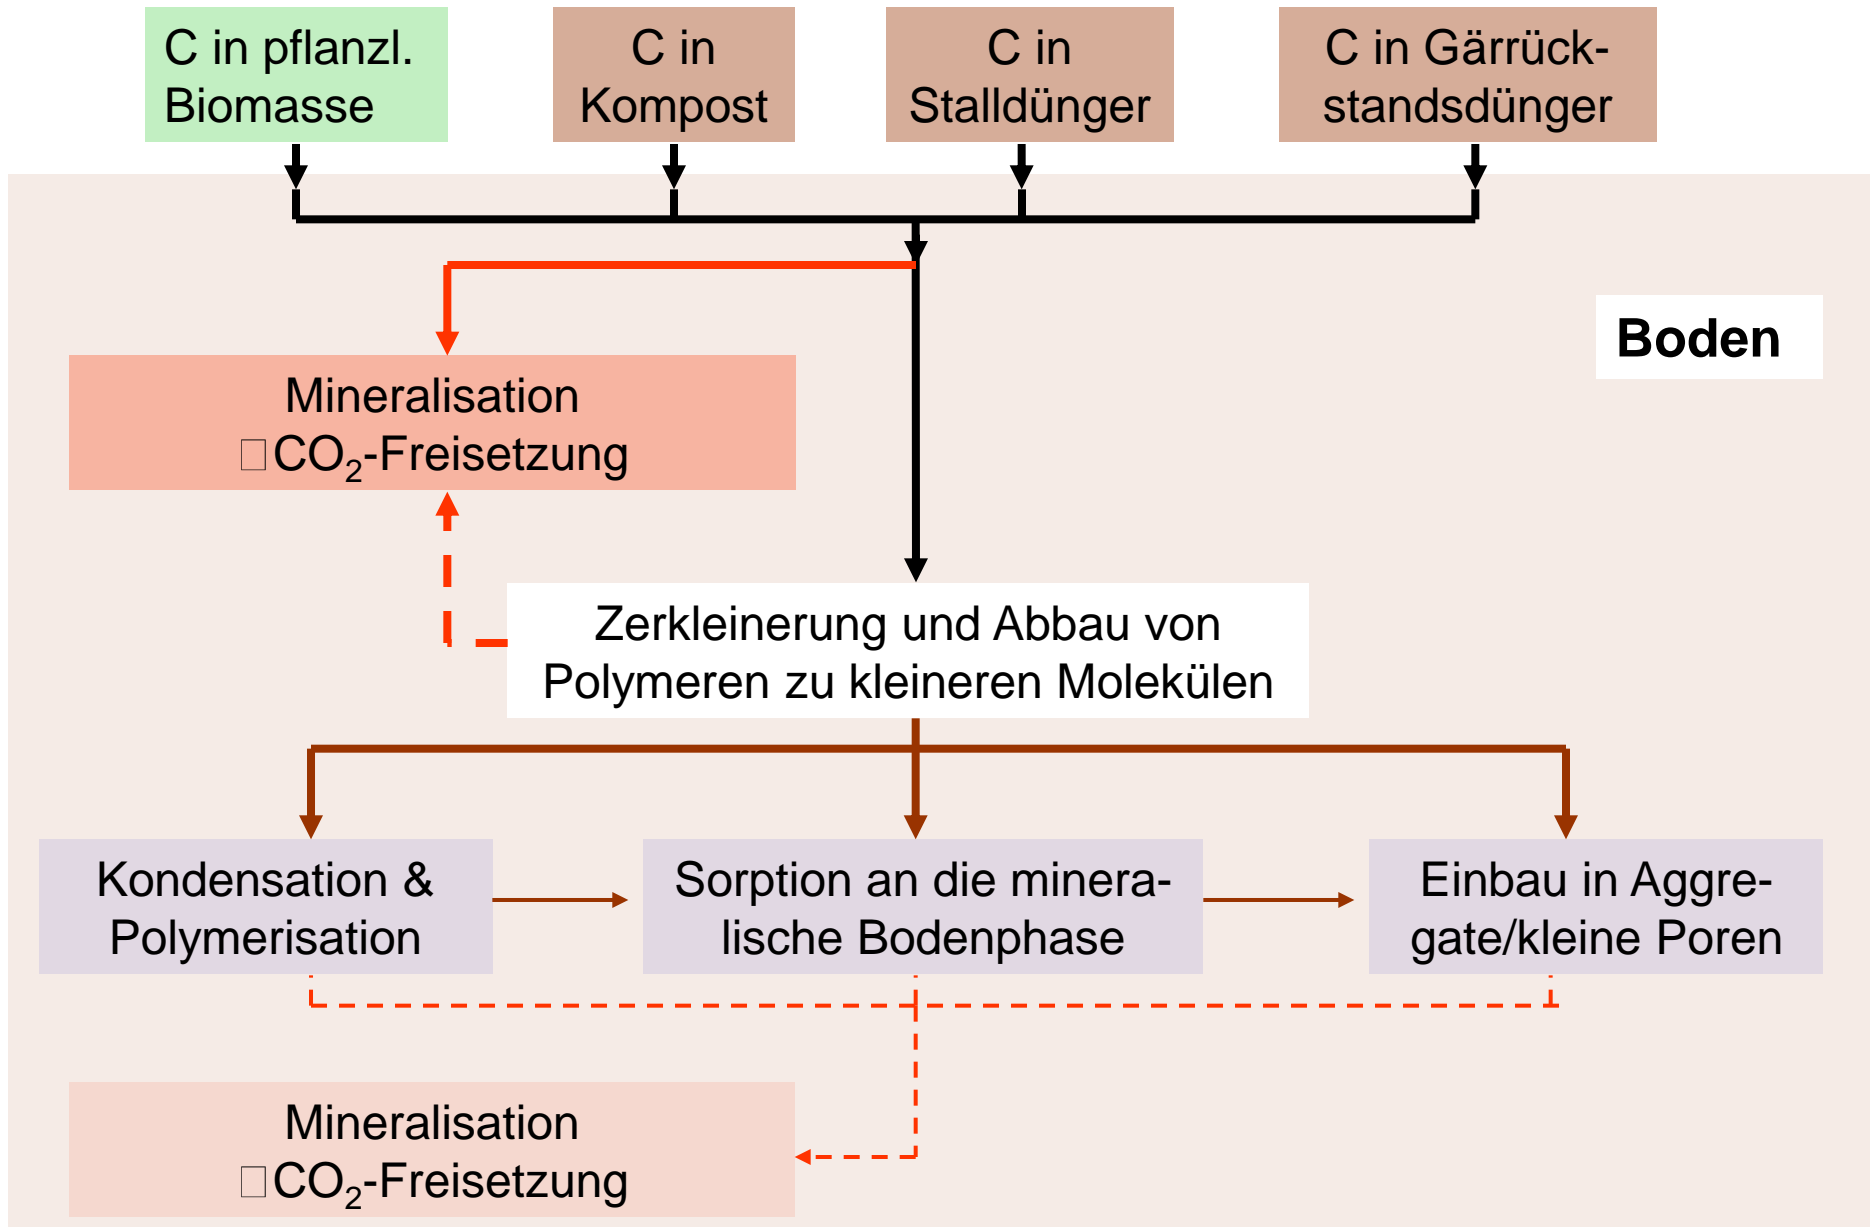 C in pflanzl.
Biomasse
C in
Kompost
C in
Stalldünger
C in Gärrück-
standsdünger
Boden
Mineralisation
□CO₂-Freisetzung
Zerkleinerung und Abbau von
Polymeren zu kleineren Molekülen
Kondensation &
Polymerisation
Sorption an die minera-
lische Bodenphase
Einbau in Aggre-
gate/kleine Poren
Mineralisation
□CO₂-Freisetzung